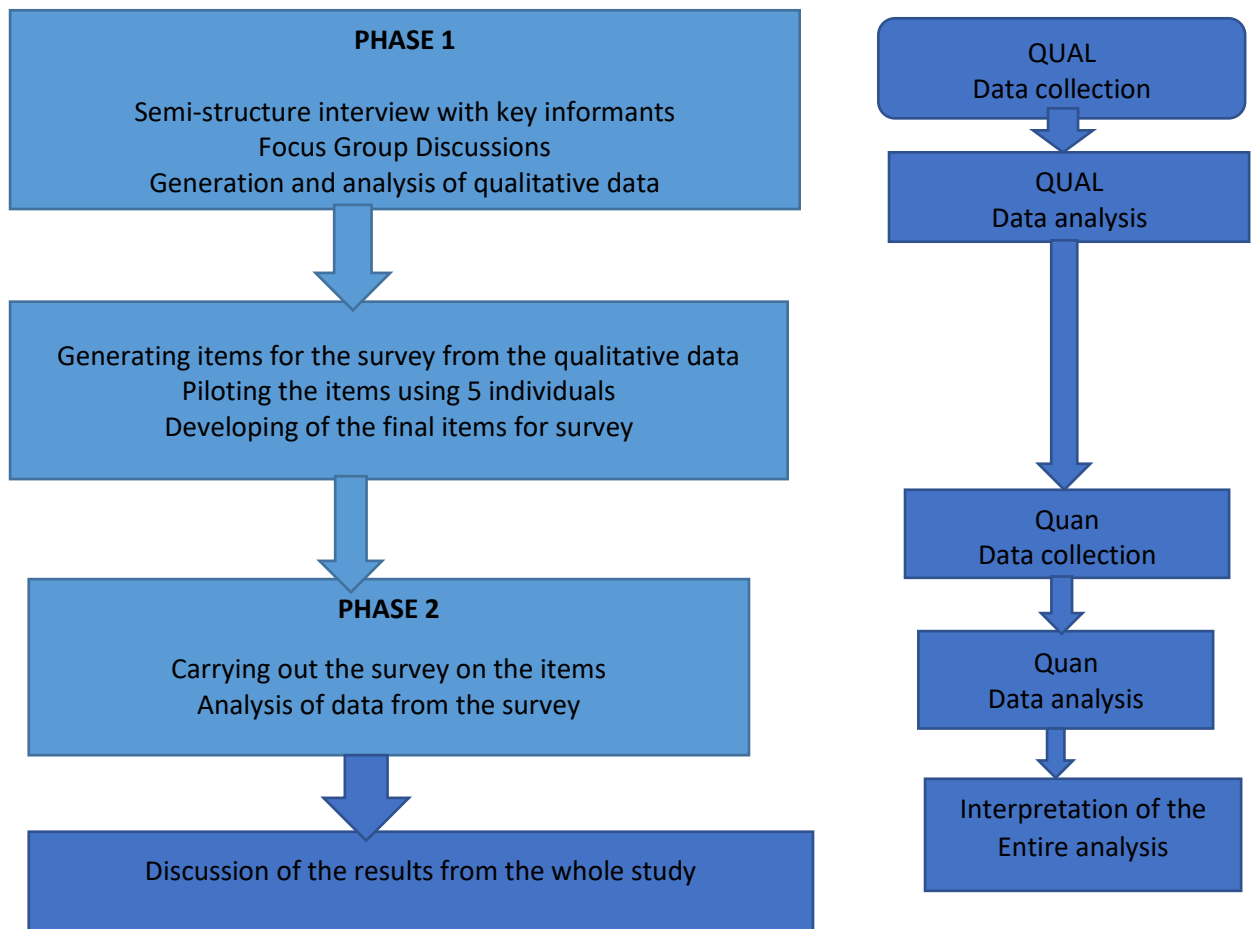 PHASE 1
Semi-structure interview with key informants
Focus Group Discussions
Generation and analysis of qualitative data
Generating items for the survey from the qualitative data
Piloting the items using 5 individuals
Developing of the final items for survey
PHASE 2
Carrying out the survey on the items
Analysis of data from the survey
Discussion of the results from the whole study
QUAL
Data collection
QUAL
Data analysis
Quan
Data collection
Quan
Data analysis
Interpretation of the
Entire analysis